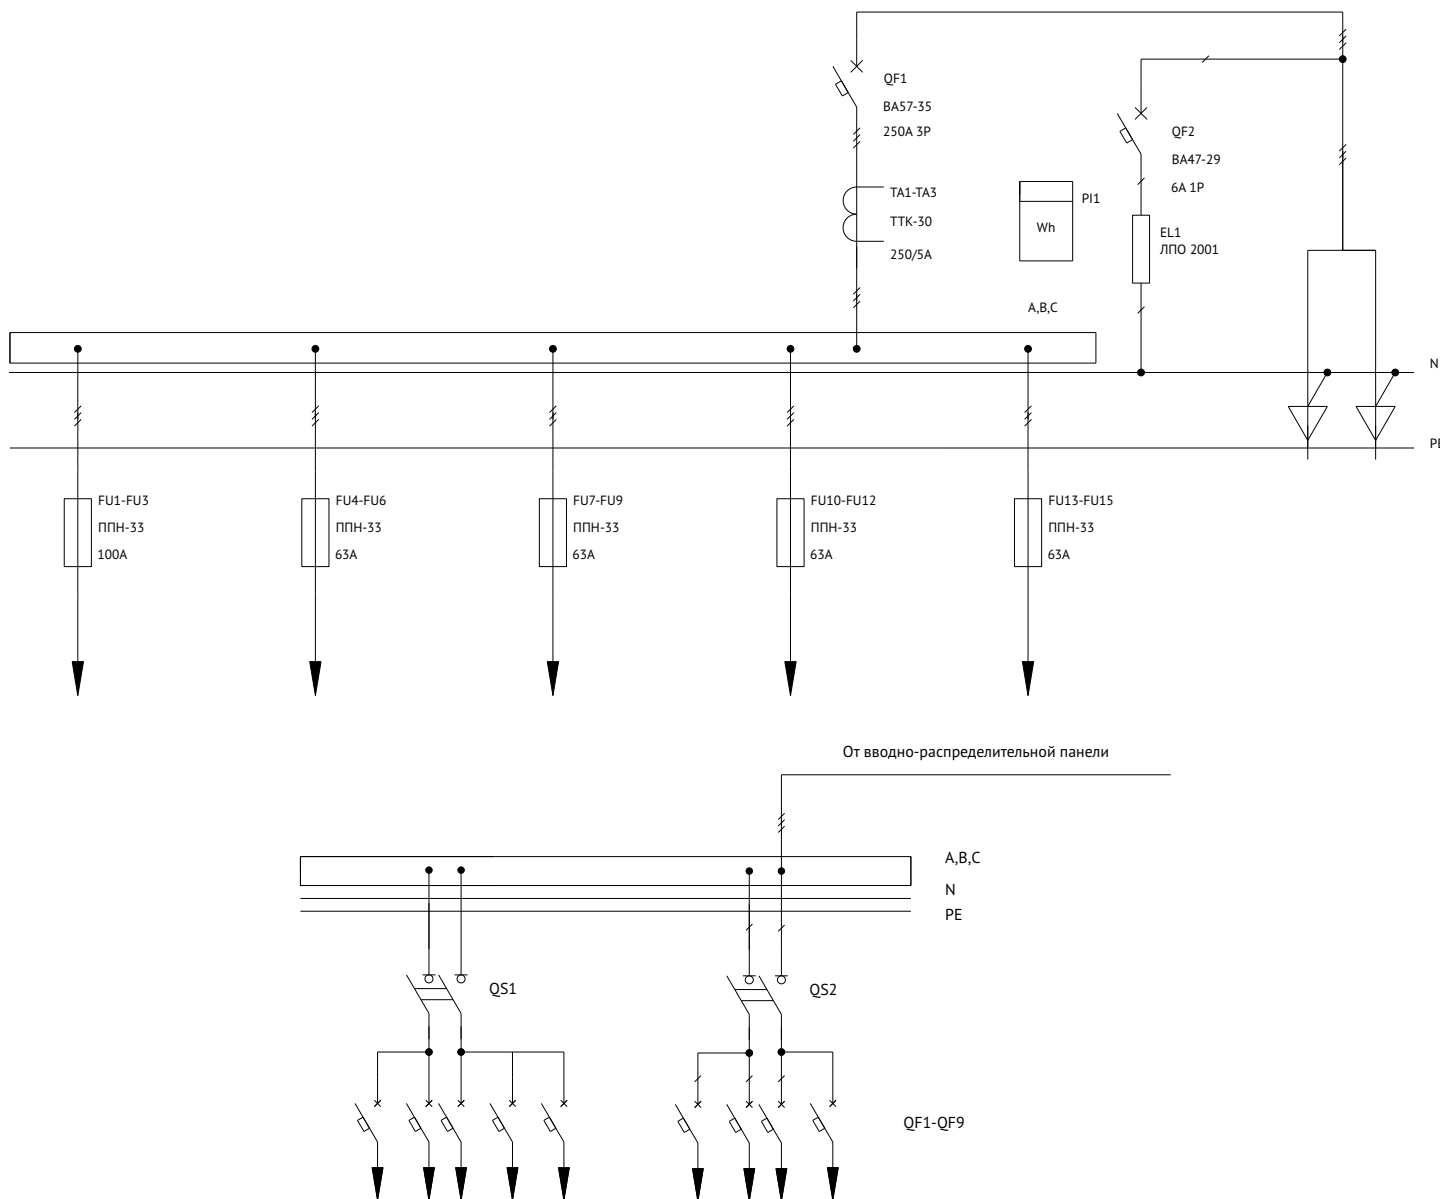 QF1
ВА57-35
250А 3Р
QF2
ВА47-29
6А 1Р
TA1-TA3
ТТК-30
250/5А
PI1
Wh
EL1
ЛПО 2001
A,B,C
N
PE
FU1-FU3
ППН-33
100А
FU4-FU6
ППН-33
63А
FU7-FU9
ППН-33
63А
FU10-FU12
ППН-33
63А
FU13-FU15
ППН-33
63А
От вводно-распределительной панели
A,B,C
N
PE
QS1
QS2
QF1-QF9